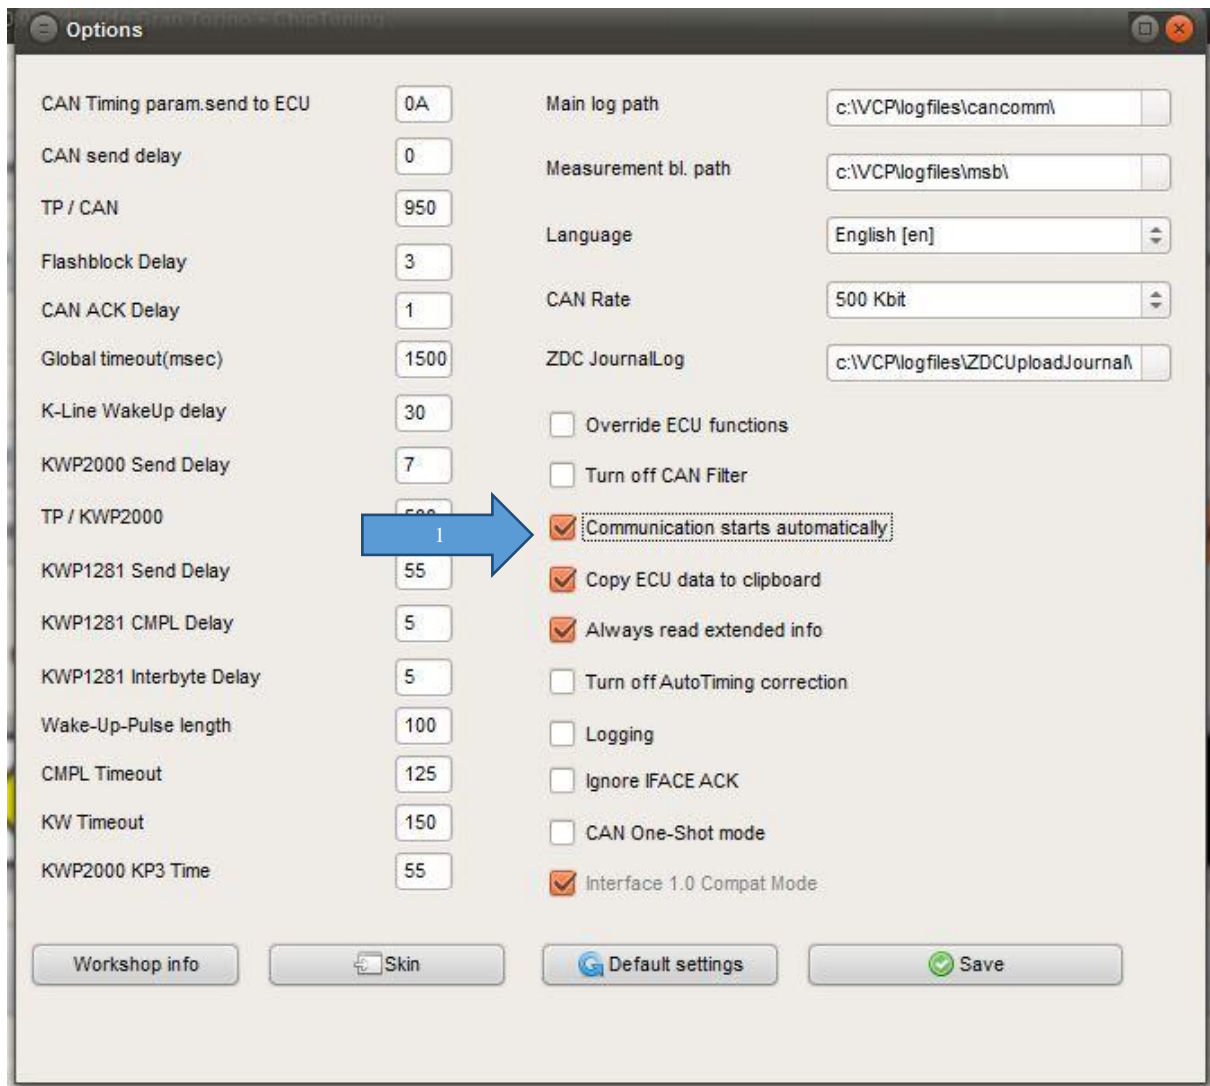 Options
CAN Timing param.send to ECU 0A
CAN send delay 0
TP / CAN 950
Flashblock Delay 3
CAN ACK Delay 1
Global timeout(msec) 1500
K-Line WakeUp delay 30
KWP2000 Send Delay 7
TP / KWP2000
KWP1281 Send Delay 55
KWP1281 CMPL Delay 5
KWP1281 Interbyte Delay 5
Wake-Up-Pulse length 100
CMPL Timeout 125
KW Timeout 150
KWP2000 KP3 Time 55
Main log path c:\VCP\logfiles\cancomm\
Measurement bl. path c:\VCP\logfiles\msb\
Language English [en]
CAN Rate 500 Kbit
ZDC JournalLog c:\VCP\logfiles\ZDCUploadJournal\
Override ECU functions
Turn off CAN Filter
1
Communication starts automatically
Copy ECU data to clipboard
Always read extended info
Turn off AutoTiming correction
Logging
Ignore IFACE ACK
CAN One-Shot mode
Interface 1.0 Compat Mode
Workshop info Skin Default settings Save